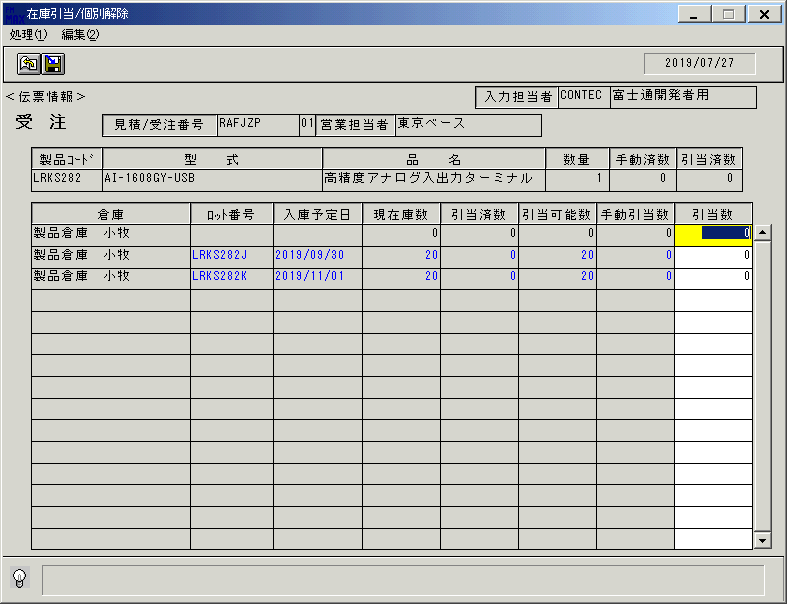 在庫引当/個別解除
処理(1) 編集(2)
2019/07/27
<伝票情報> 入力担当者 CONTEC 富士通開発者用
受 注 見積/受注番号 RAFJZP 01 営業担当者 東京ベース
製品ｺｰﾄﾞ 型 式 品 名 数量 手動済数 引当済数
LRKS282 AI-1608GY-USB 高精度アナログ入出力ターミナル 1 0 0
倉庫 ﾛｯﾄ番号 入庫予定日 現在庫数 引当済数 引当可能数 手動引当数 引当数
製品倉庫 小牧 0 0 0 0 0
製品倉庫 小牧 LRKS282J 2019/09/30 20 0 20 0 0
製品倉庫 小牧 LRKS282K 2019/11/01 20 0 20 0 0